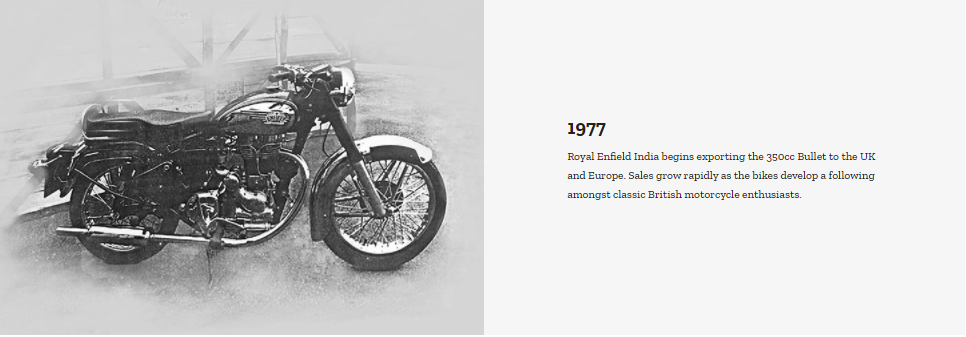 1977
Royal Enfield India begins exporting the 350cc Bullet to the UK
and Europe. Sales grow rapidly as the bikes develop a following
amongst classic British motorcycle enthusiasts.